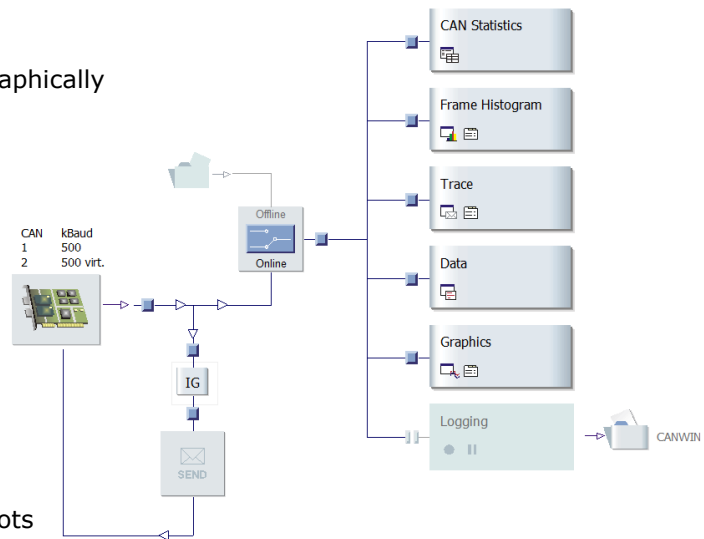 aphically
CAN kBaud
1 500
2 500 virt.
Offline
Online
IG
SEND
CAN Statistics
Frame Histogram
Trace
Data
Graphics
Logging
CANWIN
ots